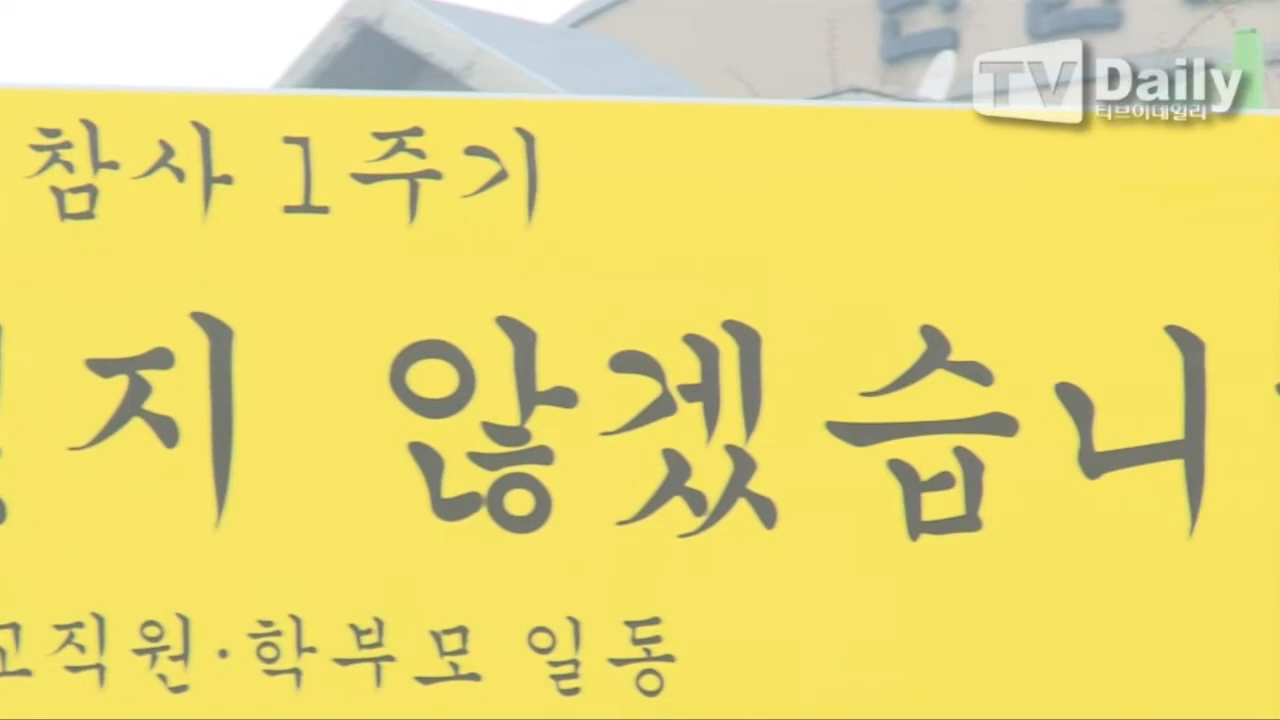 TV Daily
티브이데일리
참사 1주기
지 않겠습니
교직원·학부모 일동